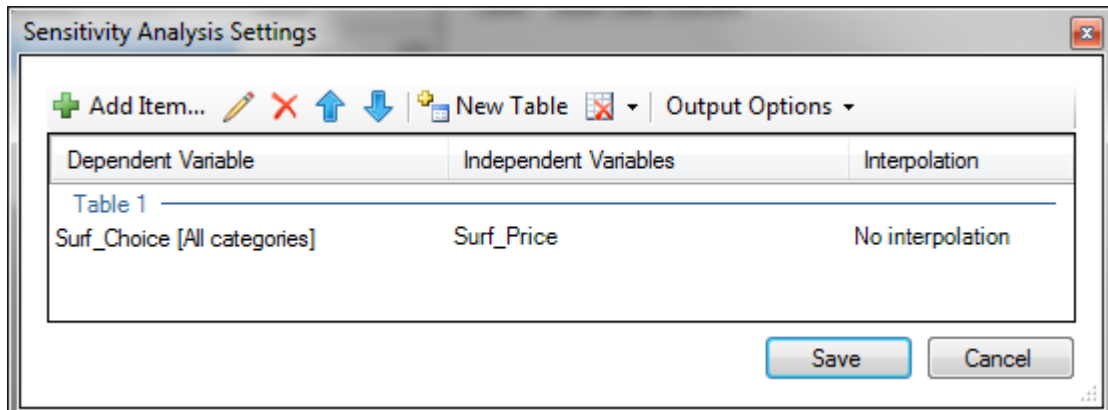 Sensitivity Analysis Settings
Add Item... New Table Output Options
Dependent Variable Independent Variables Interpolation
Table 1
Surf_Choice [All categories] Surf_Price No interpolation
Save Cancel